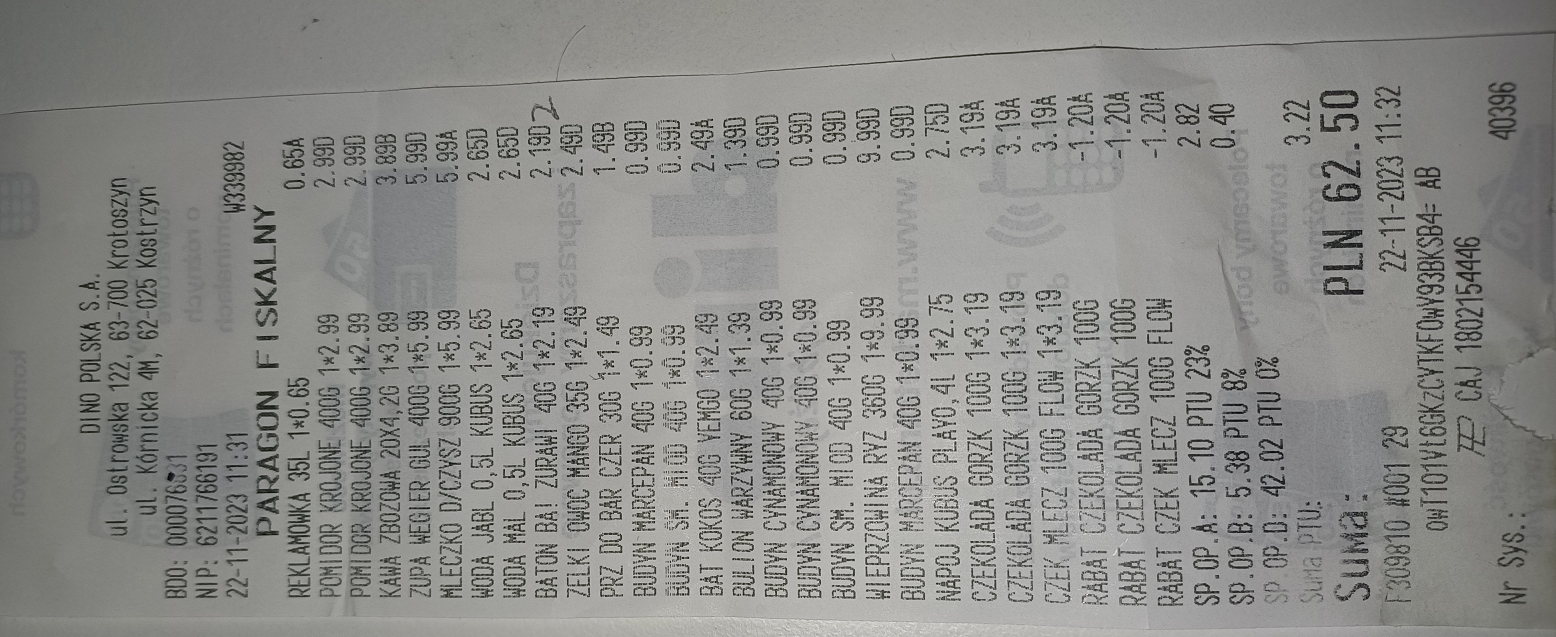 DINO POLSKA S.A.
ul. Ostrowska 122, 63-700 Krotoszyn
ul. Kórnicka 4M, 62-025 Kostrzyn
BDO:
NIP: 6211766191
22-11-2023 11:31 W339982
PARAGON FISKALNY
REKLAMOWKA 35L 1*0.65 0.65A
POMIDOR KROJONE 400G 1*2.99 2.99D
POMIDOR KROJONE 400G 1*2.99 2.99D
KAWA ZBOZOWA 20X4,2G 1*3.89 3.89B
ZUPA WEGIER GUL 400G 1*5.99 5.99D
MLECZKO D/CZYSZ 900G 1*5.99 5.99A
WODA JABL 0,5L KUBUS 1*2.65 2.65D
WODA MAL 0,5L KUBUS 1*2.65 2.65D
BATON BA! ZURAWI 40G 1*2.19 2.19D 2
ZELKI OWOC MANGO 35G 1*2.49 2.49D
PRZ DO BAR CZER 30G 1*1.49 1.49B
BUDYN MARCEPAN 40G 1*0.99 0.99D
BUDYN SM. MIOD 40G 1*0.99 0.99D
BAT KOKOS 40G VEMGO 1*2.49 2.49A
BULION WARZYWNY 60G 1*1.39 1.39D
BUDYN CYNAMONOWY 40G 1*0.99 0.99D
BUDYN CYNAMONOWY 40G 1*0.99 0.99D
BUDYN SM. MIOD 40G 1*0.99 0.99D
WIEPRZOWINA RYZ 360G 1*9.99 9.99D
BUDYN MARCEPAN 40G 1*0.99 0.99D
NAPOJ KUBUS PLAY0,4L 1*2.75 2.75D
CZEKOLADA GORZK 100G 1*3.19 3.19A
CZEKOLADA GORZK 100G 1*3.19 3.19A
CZEK MLECZ 100G FLOW 1*3.19 3.19A
RABAT CZEKOLADA GORZK 100G -1.20A
RABAT CZEKOLADA GORZK 100G -1.20A
RABAT CZEK MLECZ 100G FLOW -1.20A
SP.OP.A: 15.10 PTU 23% 2.82
SP.OP.B: 5.38 PTU 8% 0.40
SP.OP.D: 42.02 PTU 0%
Suma PTU: 3.22
Suma: PLN 62.50
F309810 #001 29 22-11-2023 11:32
CAJ 1802154446
Nr Sys.: 40396